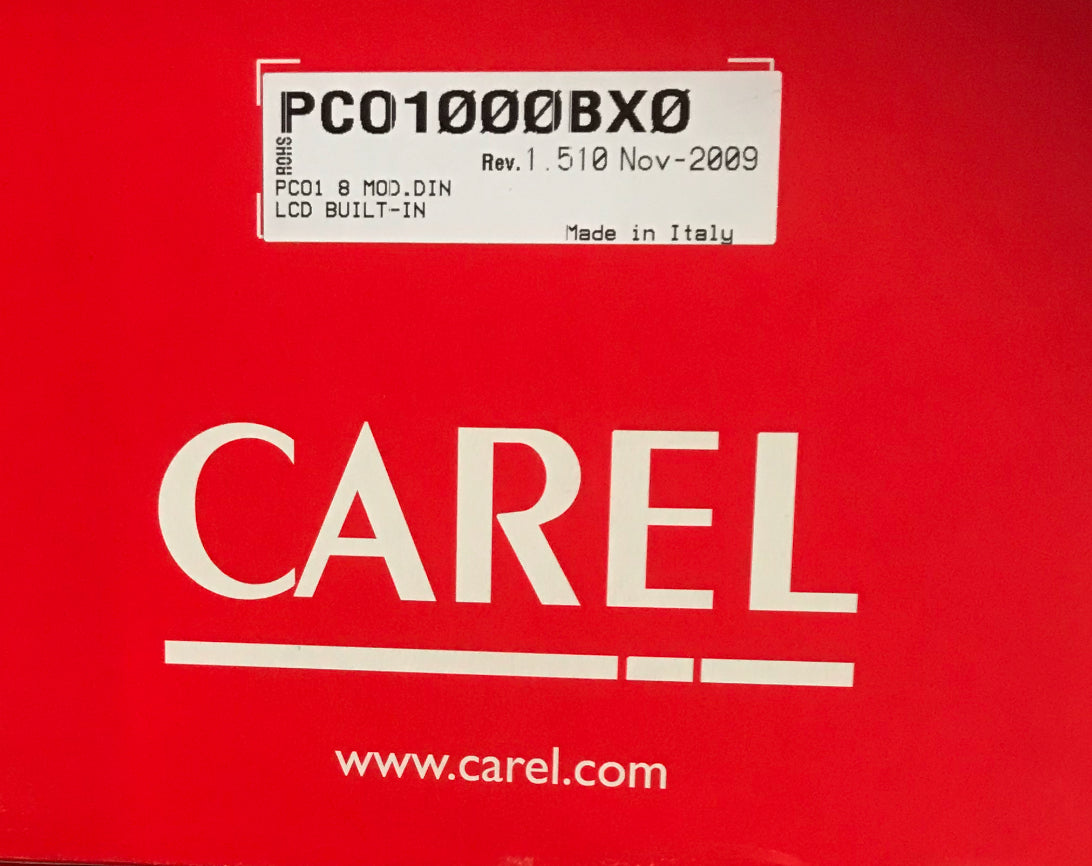 PCO1000BX0
ROHS
Rev.1.510 Nov-2009
PCO1 8 MOD.DIN
LCD BUILT-IN
Made in Italy
CAREL
www.carel.com